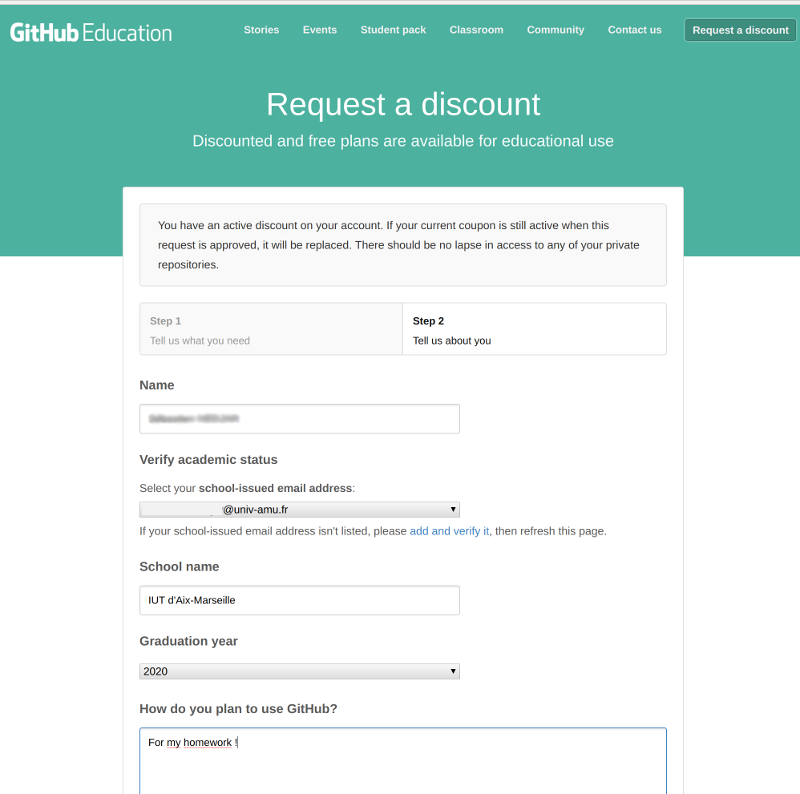 GitHub Education
Stories Events Student pack Classroom Community Contact us Request a discount
Request a discount
Discounted and free plans are available for educational use
You have an active discount on your account. If your current coupon is still active when this
request is approved, it will be replaced. There should be no lapse in access to any of your private
repositories.
Step 1
Tell us what you need
Step 2
Tell us about you
Name
Verify academic status
Select your school-issued email address:
@univ-amu.fr
If your school-issued email address isn't listed, please add and verify it, then refresh this page.
School name
IUT d'Aix-Marseille
Graduation year
2020
How do you plan to use GitHub?
For my homework !